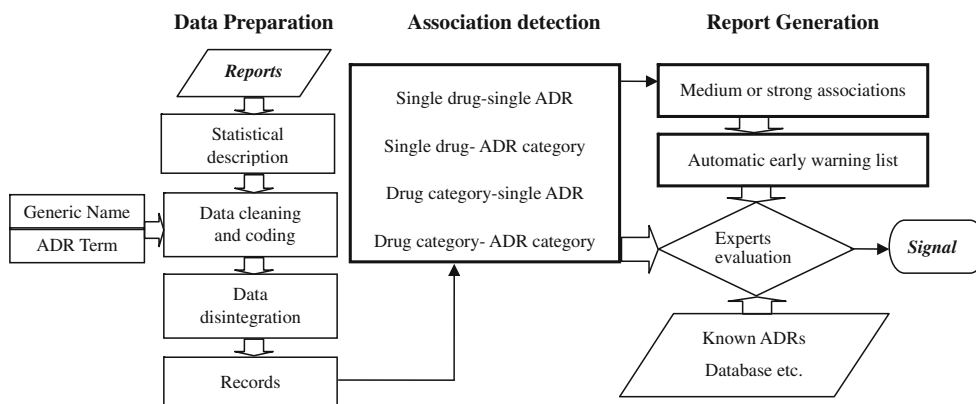 Data Preparation
Association detection
Report Generation
Reports
Statistical
description
Generic Name
ADR Term
Data cleaning
and coding
Data
disintegration
Records
Single drug-single ADR
Single drug- ADR category
Drug category-single ADR
Drug category- ADR category
Medium or strong associations
Automatic early warning list
Experts
evaluation
Signal
Known ADRs
Database etc.